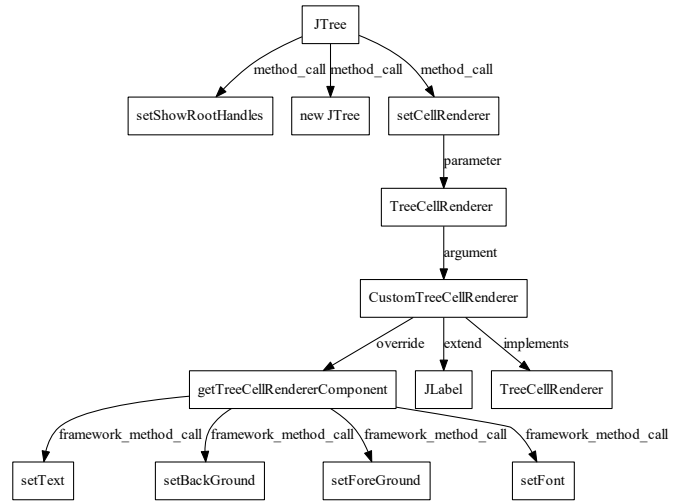 JTree
method_call
method_call
method_call
setShowRootHandles
new JTree
setCellRenderer
parameter
TreeCellRenderer
argument
CustomTreeCellRenderer
override
extend
implements
getTreeCellRendererComponent
JLabel
TreeCellRenderer
framework_method_call
framework_method_call
framework_method_call
framework_method_call
setText
setBackGround
setForeGround
setFont